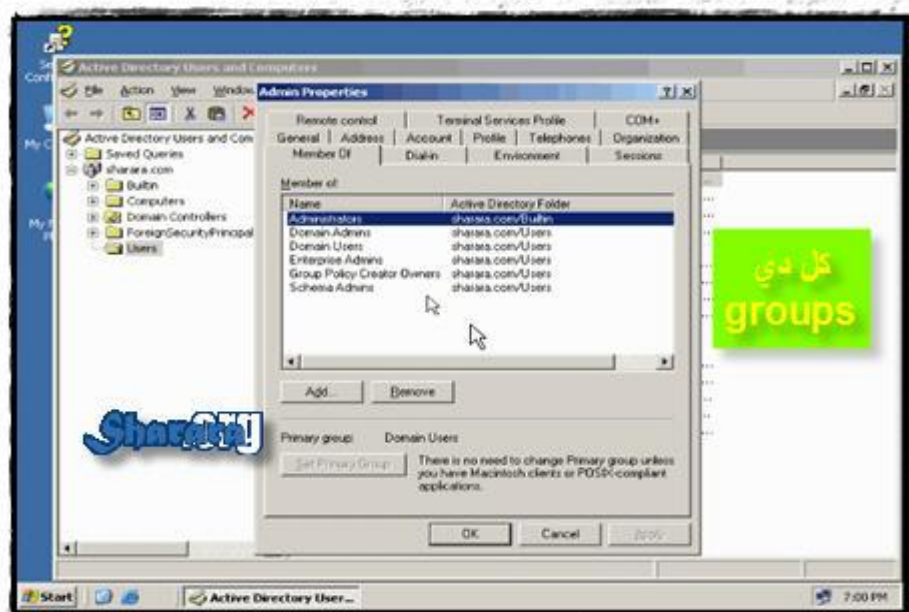 Active Directory Users and Computers
File Action View Window
Admin Properties
Remote control Terminal Services Profile COM+
General Address Account Profile Telephones Organization
Member Of Dial-in Environment Sessions
Active Directory Users and Com
Saved Queries
sharara.com
Builtin
Computers
Domain Controllers
ForeignSecurityPrincipal
Users
Member of:
Name Active Directory Folder
Administrators sharara.com/Builtin
Domain Admins sharara.com/Users
Domain Users sharara.com/Users
Enterprise Admins sharara.com/Users
Group Policy Creator Owners sharara.com/Users
Schema Admins sharara.com/Users
Add... Remove
Primary group: Domain Users
Set Primary Group
There is no need to change Primary group unless
you have Macintosh clients or POSIX-compliant
applications.
OK Cancel Apply
كل دي
groups
Start Active Directory User... 7:00 PM